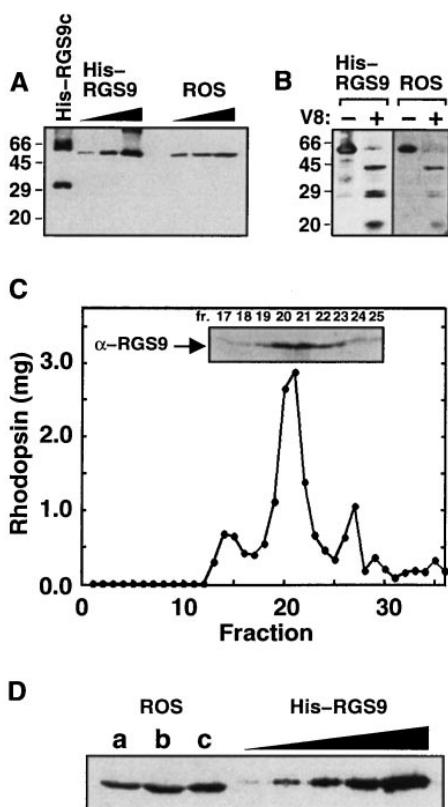 A
His–RGS9c
His–
RGS9
ROS
66
45
29
20
B
His–
RGS9 ROS
V8: – + – +
66
45
29
20
C
fr. 17 18 19 20 21 22 23 24 25
α–RGS9
Rhodopsin (mg)
3.0
2.0
1.0
0.0
0 10 20 30
Fraction
D
ROS His–RGS9
a b c